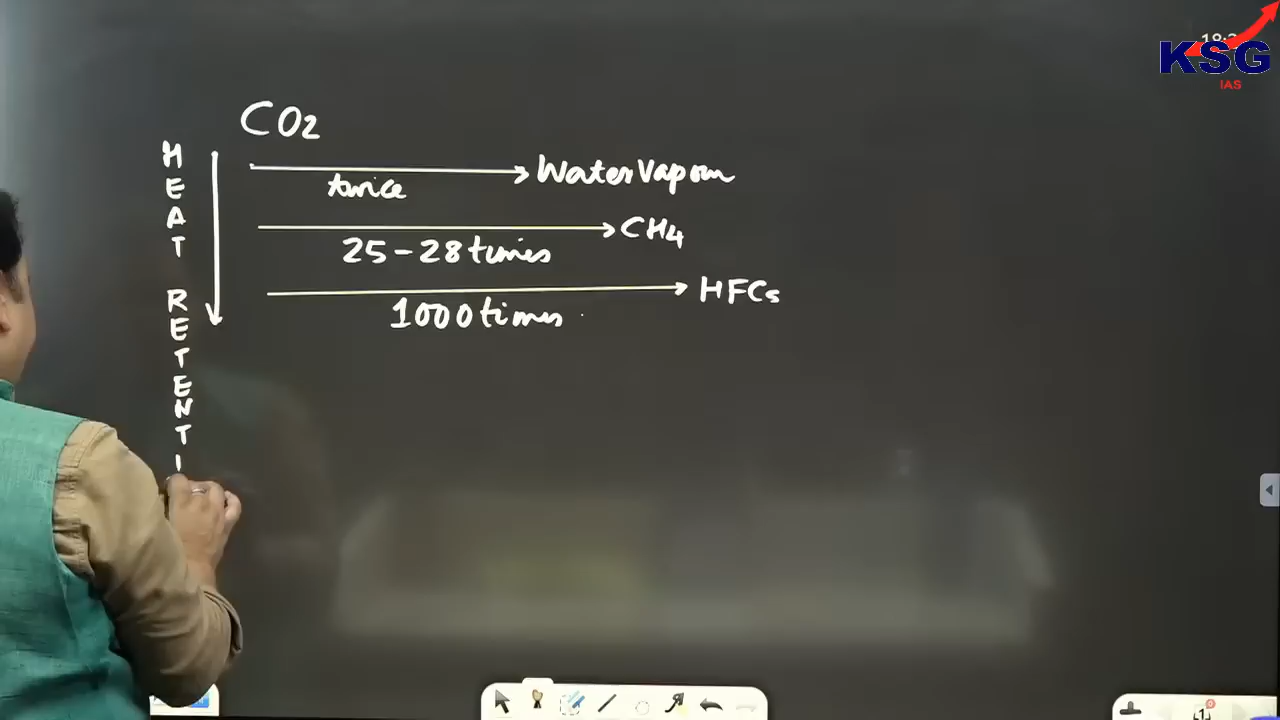 KSG
IAS
CO2
twice
Water Vapour
25-28 times
CH4
1000 times
HFCs
HEAT RETENTI